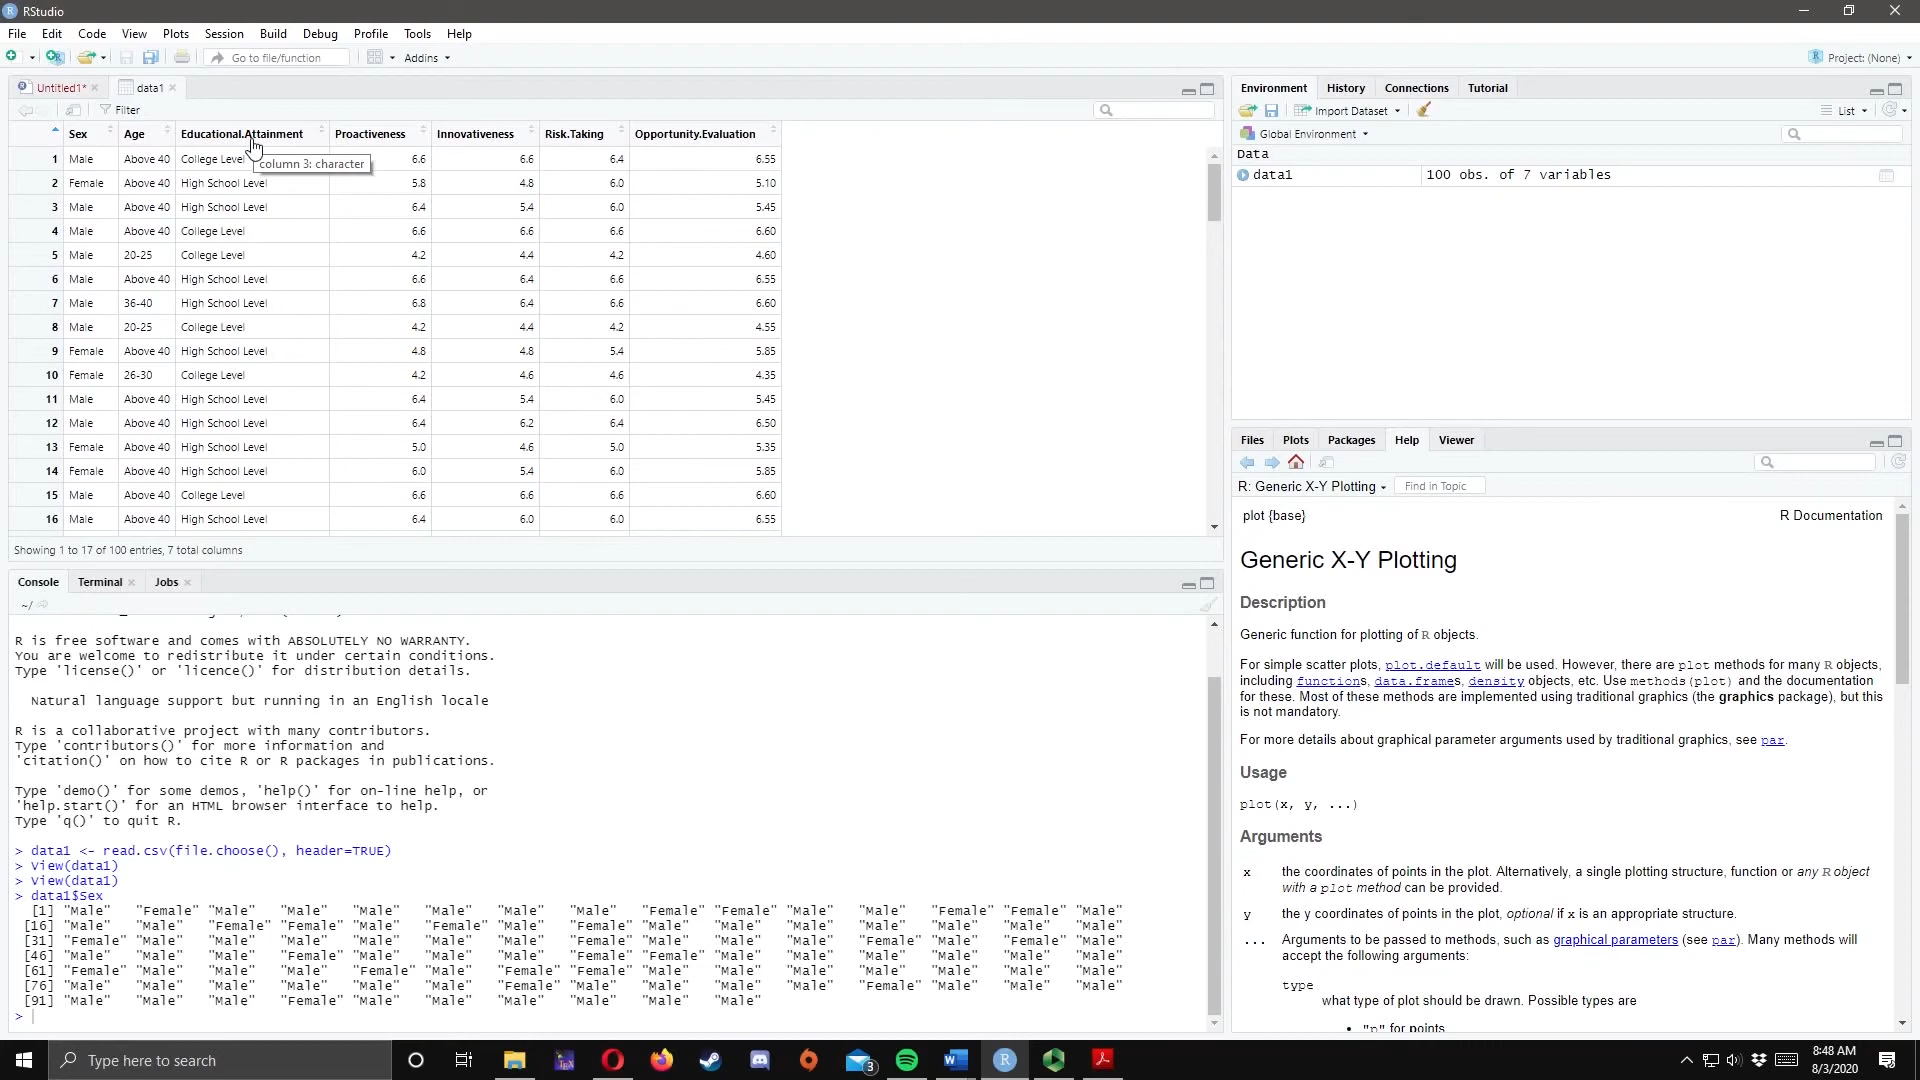 RStudio
File Edit Code View Plots Session Build Debug Profile Tools Help
Go to file/function Addins Project: (None)
Untitled1* data1
Filter
Sex Age Educational.Attainment Proactiveness Innovativeness Risk.Taking Opportunity.Evaluation
1 Male Above 40 College Level 6.6 6.6 6.4 6.55
column 3: character
2 Female Above 40 High School Level 5.8 4.8 6.0 5.10
3 Male Above 40 High School Level 6.4 5.4 6.0 5.45
4 Male Above 40 College Level 6.6 6.6 6.6 6.60
5 Male 20-25 College Level 4.2 4.4 4.2 4.60
6 Male Above 40 High School Level 6.6 6.4 6.6 6.55
7 Male 36-40 High School Level 6.8 6.4 6.6 6.60
8 Male 20-25 College Level 4.2 4.4 4.2 4.55
9 Female Above 40 High School Level 4.8 4.8 5.4 5.85
10 Female 26-30 College Level 4.2 4.6 4.6 4.35
11 Male Above 40 High School Level 6.4 5.4 6.0 5.45
12 Male Above 40 High School Level 6.4 6.2 6.4 6.50
13 Female Above 40 High School Level 5.0 4.6 5.0 5.35
14 Female Above 40 High School Level 6.0 5.4 6.0 5.85
15 Male Above 40 College Level 6.6 6.6 6.6 6.60
16 Male Above 40 High School Level 6.4 6.0 6.0 6.55
Showing 1 to 17 of 100 entries, 7 total columns
Console Terminal Jobs
~/
R is free software and comes with ABSOLUTELY NO WARRANTY.
You are welcome to redistribute it under certain conditions.
Type 'license()' or 'licence()' for distribution details.
Natural language support but running in an English locale
R is a collaborative project with many contributors.
Type 'contributors()' for more information and
'citation()' on how to cite R or R packages in publications.
Type 'demo()' for some demos, 'help()' for on-line help, or
'help.start()' for an HTML browser interface to help.
Type 'q()' to quit R.
> data1 <- read.csv(file.choose(), header=TRUE)
> View(data1)
> View(data1)
> data1$Sex
[1] "Male" "Female" "Male" "Male" "Male" "Male" "Male" "Male" "Female" "Female" "Male" "Male" "Female" "Female" "Male"
[16] "Male" "Male" "Female" "Female" "Male" "Female" "Male" "Female" "Male" "Male" "Male" "Male" "Male" "Male" "Male"
[31] "Female" "Male" "Male" "Male" "Male" "Male" "Male" "Male" "Male" "Male" "Male" "Female" "Male" "Female" "Male"
[46] "Male" "Male" "Male" "Female" "Male" "Male" "Male" "Female" "Female" "Male" "Male" "Male" "Male" "Male" "Male"
[61] "Female" "Male" "Male" "Male" "Female" "Male" "Female" "Female" "Male" "Male" "Male" "Male" "Male" "Male" "Male"
[76] "Male" "Male" "Male" "Male" "Male" "Male" "Female" "Male" "Male" "Male" "Male" "Female" "Male" "Male" "Male"
[91] "Male" "Male" "Male" "Female" "Male" "Male" "Male" "Male" "Male" "Male"
>
Environment History Connections Tutorial
Import Dataset List
Global Environment
Data
data1 100 obs. of 7 variables
Files Plots Packages Help Viewer
R: Generic X-Y Plotting Find in Topic
plot {base} R Documentation
Generic X-Y Plotting
Description
Generic function for plotting of R objects.
For simple scatter plots, plot.default will be used. However, there are plot methods for many R objects,
including functions, data.frames, density objects, etc. Use methods(plot) and the documentation
for these. Most of these methods are implemented using traditional graphics (the graphics package), but this
is not mandatory.
For more details about graphical parameter arguments used by traditional graphics, see par.
Usage
plot(x, y, ...)
Arguments
x the coordinates of points in the plot. Alternatively, a single plotting structure, function or any R object
with a plot method can be provided.
y the y coordinates of points in the plot, optional if x is an appropriate structure.
... Arguments to be passed to methods, such as graphical parameters (see par). Many methods will
accept the following arguments:
type
what type of plot should be drawn. Possible types are
• "p" for points
Type here to search
3
8:48 AM
8/3/2020